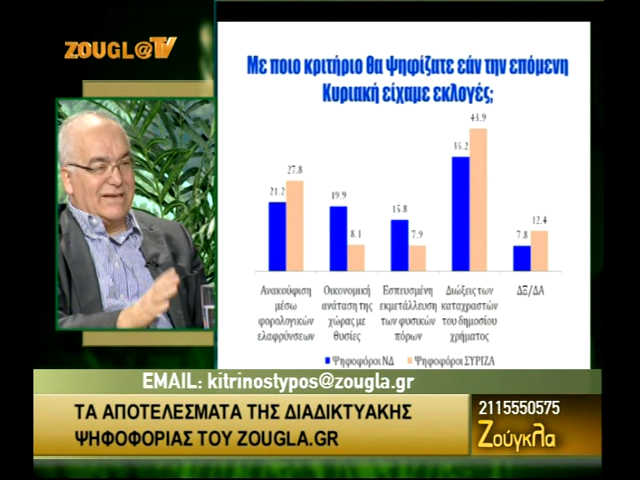 ZOUGL@TV
Με ποιο κριτήριο θα ψηφίζατε εάν την επόμενη
Κυριακή είχαμε εκλογές;
21.2 27.8 19.9 8.1 15.8 7.9 35.2 43.9 7.8 12.4
Ανακούφιση
μέσω
φορολογικών
ελαφρύνσεων
Οικονομική
ανάταση της
χώρας με
θυσίες
Εσπευσμένη
εκμετάλλευση
των φυσικών
πόρων
Διώξεις των
καταχραστών
του δημοσίου
χρήματος
ΔΞ/ΔΑ
Ψηφοφόροι ΝΔ Ψηφοφόροι ΣΥΡΙΖΑ
EMAIL: kitrinostypos@zougla.gr
ΤΑ ΑΠΟΤΕΛΕΣΜΑΤΑ ΤΗΣ ΔΙΑΔΙΚΤΥΑΚΗΣ
ΨΗΦΟΦΟΡΙΑΣ ΤΟΥ ZOUGLA.GR
2115550575
Ζούγκλα